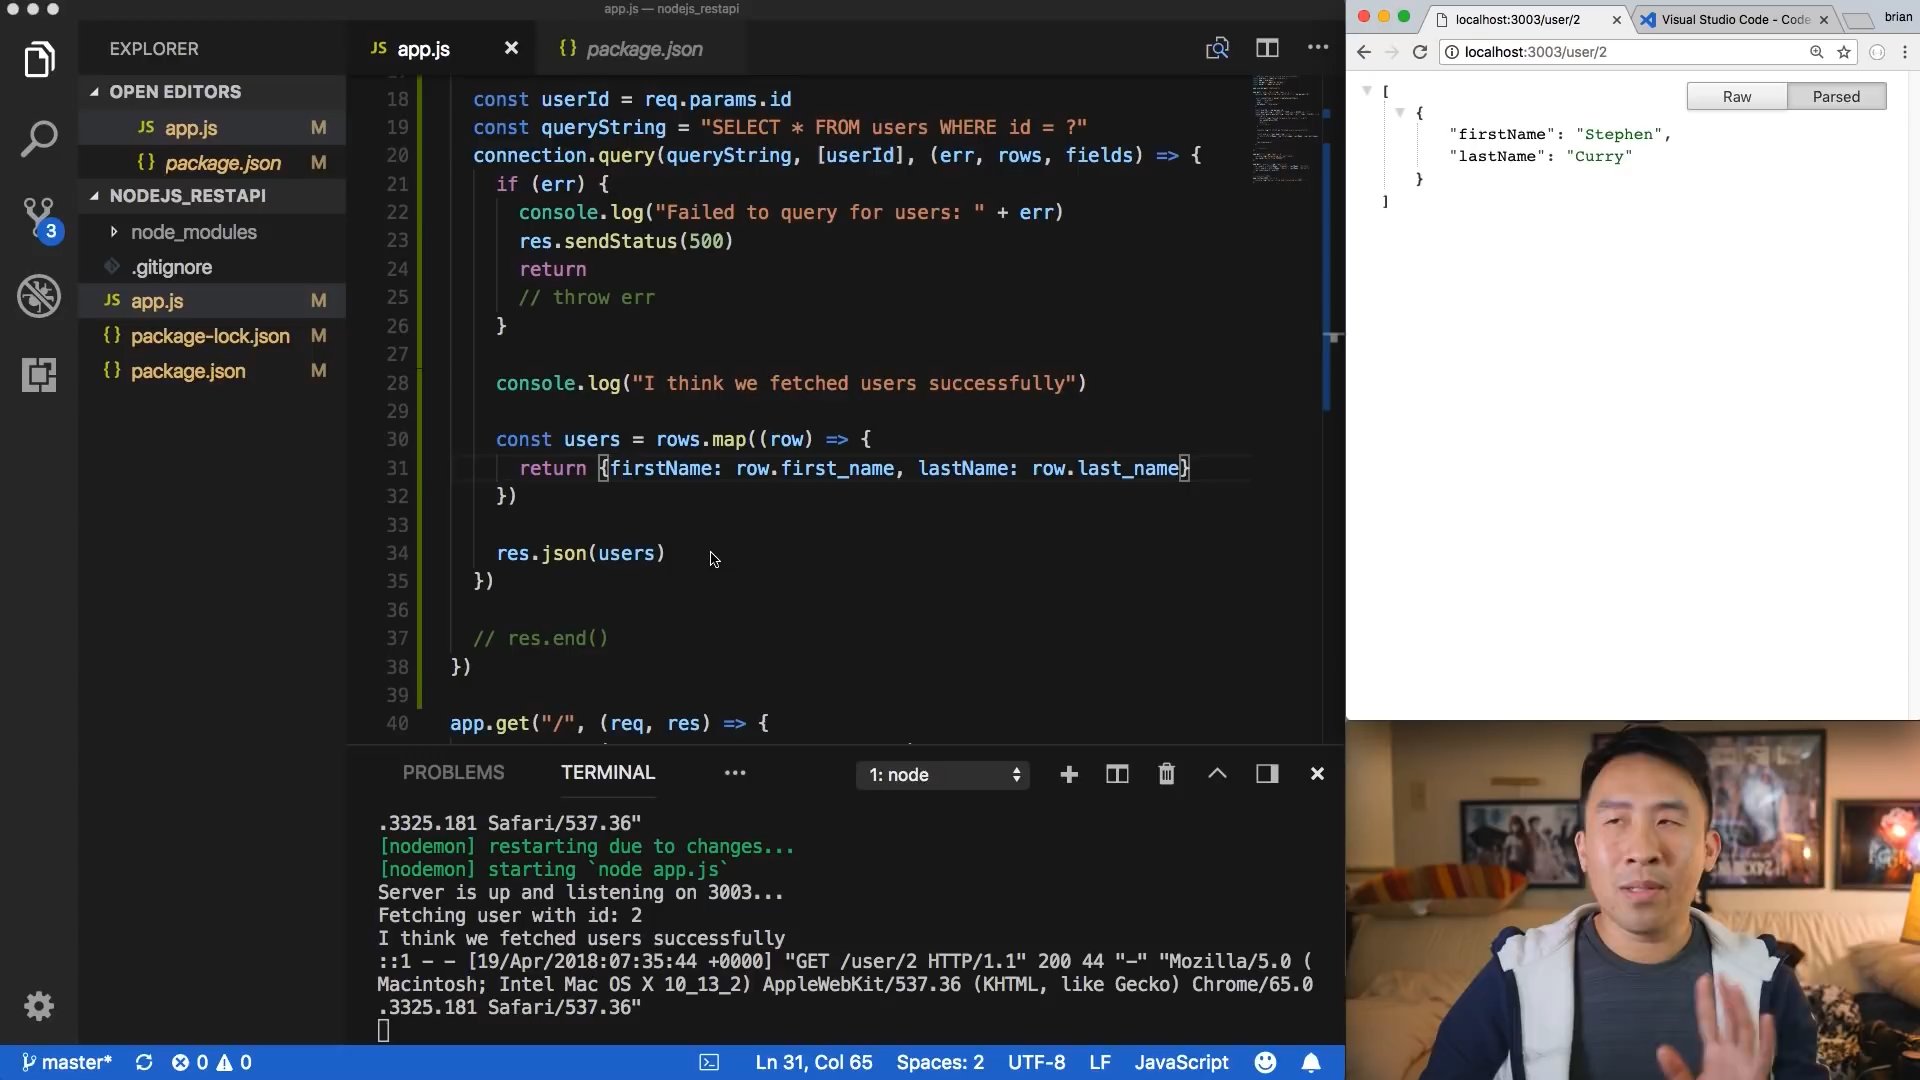 app.js — nodejs_restapi
EXPLORER
OPEN EDITORS
JS app.js M
{} package.json M
NODEJS_RESTAPI
node_modules
.gitignore
JS app.js M
{} package-lock.json M
{} package.json M
3
JS app.js
{} package.json
18 const userId = req.params.id
19 const queryString = "SELECT * FROM users WHERE id = ?"
20 connection.query(queryString, [userId], (err, rows, fields) => {
21 if (err) {
22 console.log("Failed to query for users: " + err)
23 res.sendStatus(500)
24 return
25 // throw err
26 }
27
28 console.log("I think we fetched users successfully")
29
30 const users = rows.map((row) => {
31 return {firstName: row.first_name, lastName: row.last_name}
32 })
33
34 res.json(users)
35 })
36
37 // res.end()
38 })
39
40 app.get("/", (req, res) => {
PROBLEMS TERMINAL ••• 1: node
.3325.181 Safari/537.36"
[nodemon] restarting due to changes...
[nodemon] starting `node app.js`
Server is up and listening on 3003...
Fetching user with id: 2
I think we fetched users successfully
::1 - - [19/Apr/2018:07:35:44 +0000] "GET /user/2 HTTP/1.1" 200 44 "-" "Mozilla/5.0 (
Macintosh; Intel Mac OS X 10_13_2) AppleWebKit/537.36 (KHTML, like Gecko) Chrome/65.0
.3325.181 Safari/537.36"
master* 0 0 Ln 31, Col 65 Spaces: 2 UTF-8 LF JavaScript
localhost:3003/user/2
Visual Studio Code - Code
brian
localhost:3003/user/2
Raw Parsed
[
{
"firstName": "Stephen",
"lastName": "Curry"
}
]